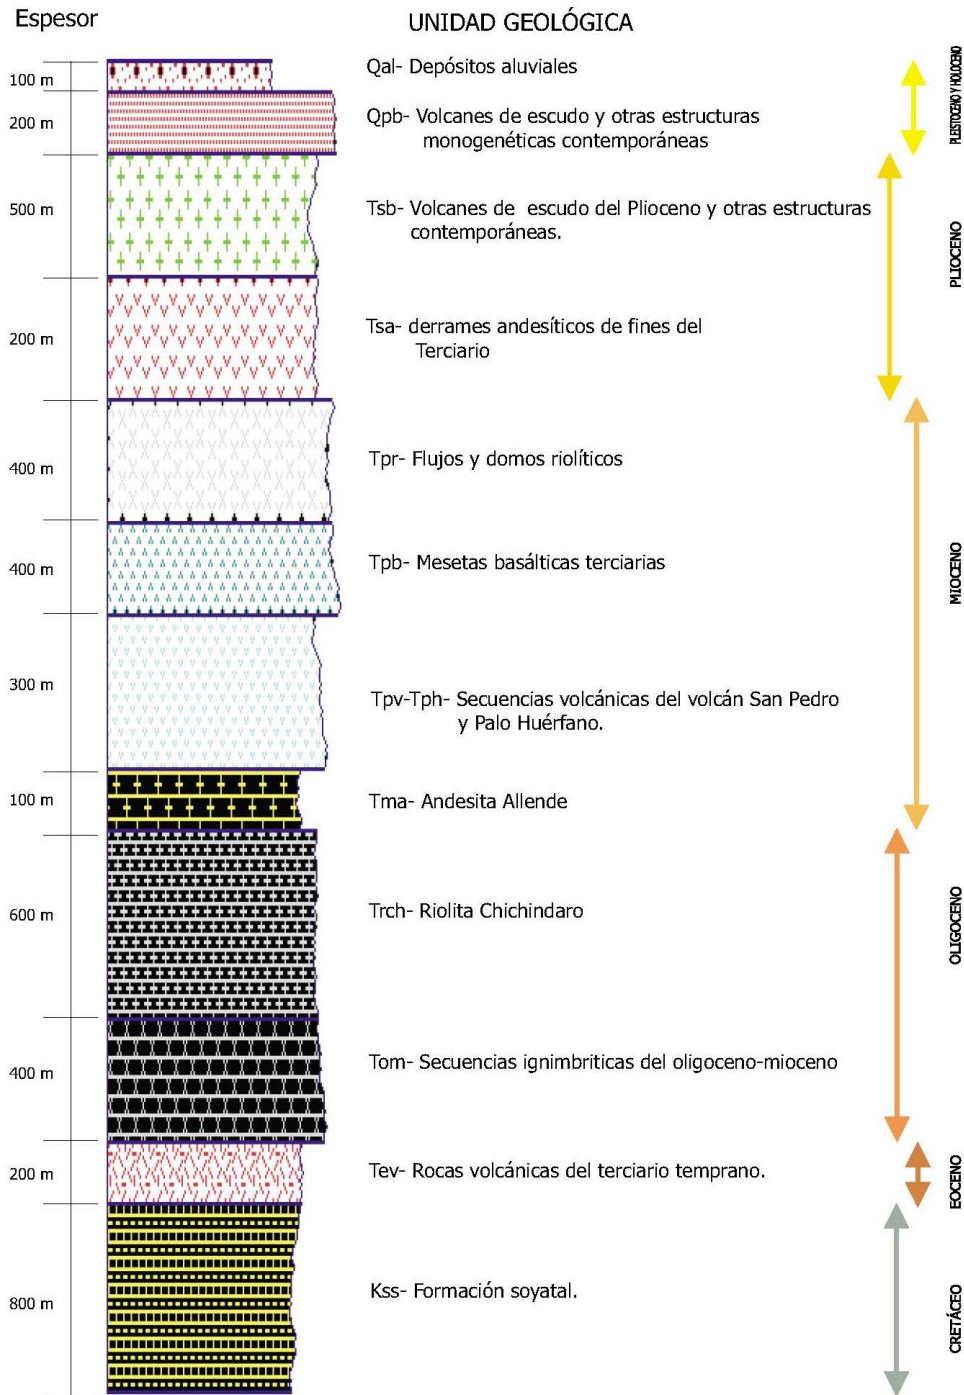 Espesor
UNIDAD GEOLÓGICA
100 m
Qal- Depósitos aluviales
200 m
Qpb- Volcanes de escudo y otras estructuras
monogenéticas contemporáneas
PLEISTOCENO Y HOLOCENO
500 m
Tsb- Volcanes de escudo del Plioceno y otras estructuras
contemporáneas.
PLIOCENO
200 m
Tsa- derrames andesíticos de fines del
Terciario
400 m
Tpr- Flujos y domos riolíticos
400 m
Tpb- Mesetas basálticas terciarias
MIOCENO
300 m
Tpv-Tph- Secuencias volcánicas del volcán San Pedro
y Palo Huérfano.
100 m
Tma- Andesita Allende
600 m
Trch- Riolita Chichindaro
OLIGOCENO
400 m
Tom- Secuencias ignimbriticas del oligoceno-mioceno
200 m
Tev- Rocas volcánicas del terciario temprano.
EOCENO
800 m
Kss- Formación soyatal.
CRETÁCEO